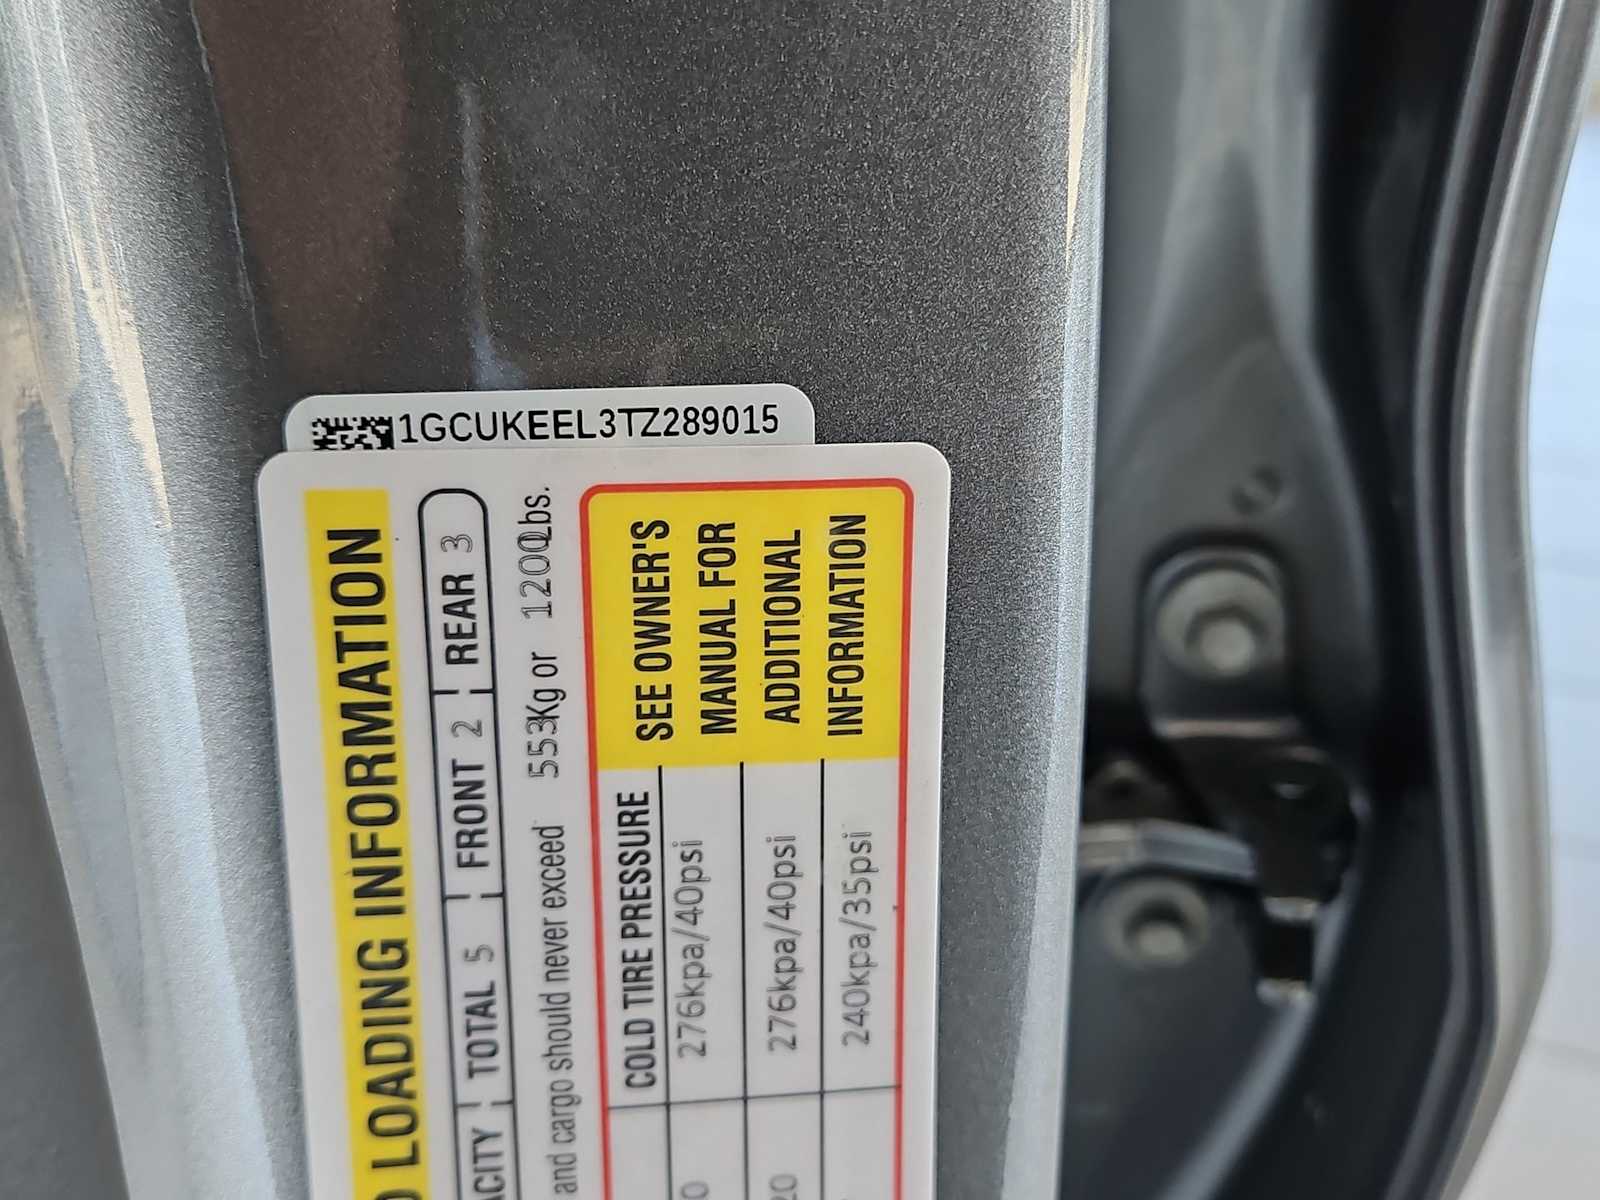 1GCUKEEL3TZ289015
LOADING INFORMATION
TOTAL 5 FRONT 2 REAR 3
and cargo should never exceed 553Kg or 1200Lbs.
COLD TIRE PRESSURE
276kpa/40psi
276kpa/40psi
240kpa/35psi
SEE OWNER'S
MANUAL FOR
ADDITIONAL
INFORMATION